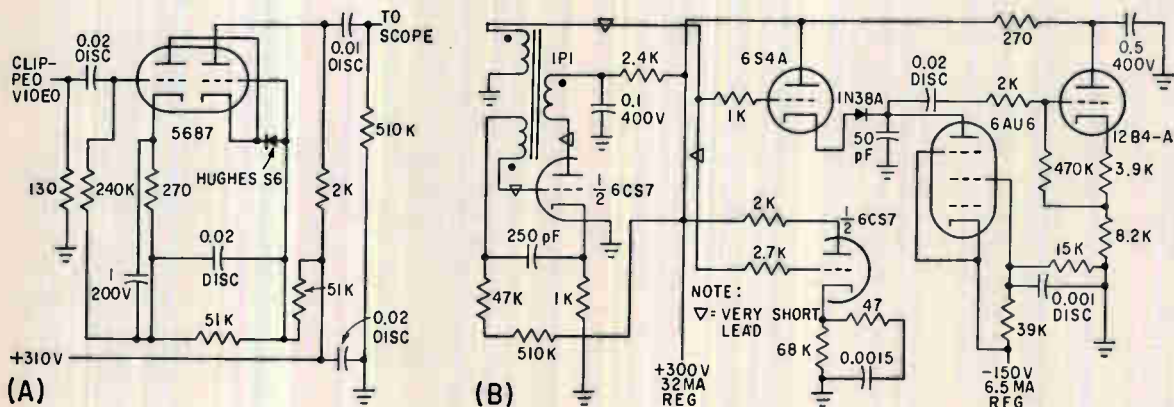 CLIP-
PED
VIDEO
0.02
DISC
5687
HUGHES S6
130
240K
270
1
200V
0.02
DISC
51K
+310V
(A)
0.01
DISC
TO
SCOPE
510K
2K
51K
0.02
DISC
1P1
2.4K
0.1
400V
1/2 6CS7
250 pF
47K
1K
510K
(B)
+300V
32MA
REG
6S4A
1K
1N38A
50
pF
2K
1/2 6CS7
2.7K
NOTE:
▽= VERY SHORT
LEAD
68K
47
0.0015
270
0.5
400V
0.02
DISC
2K
6AU6
12B4-A
470K
3.9K
8.2K
15K
0.001
DISC
39K
-150V
6.5MA
REG